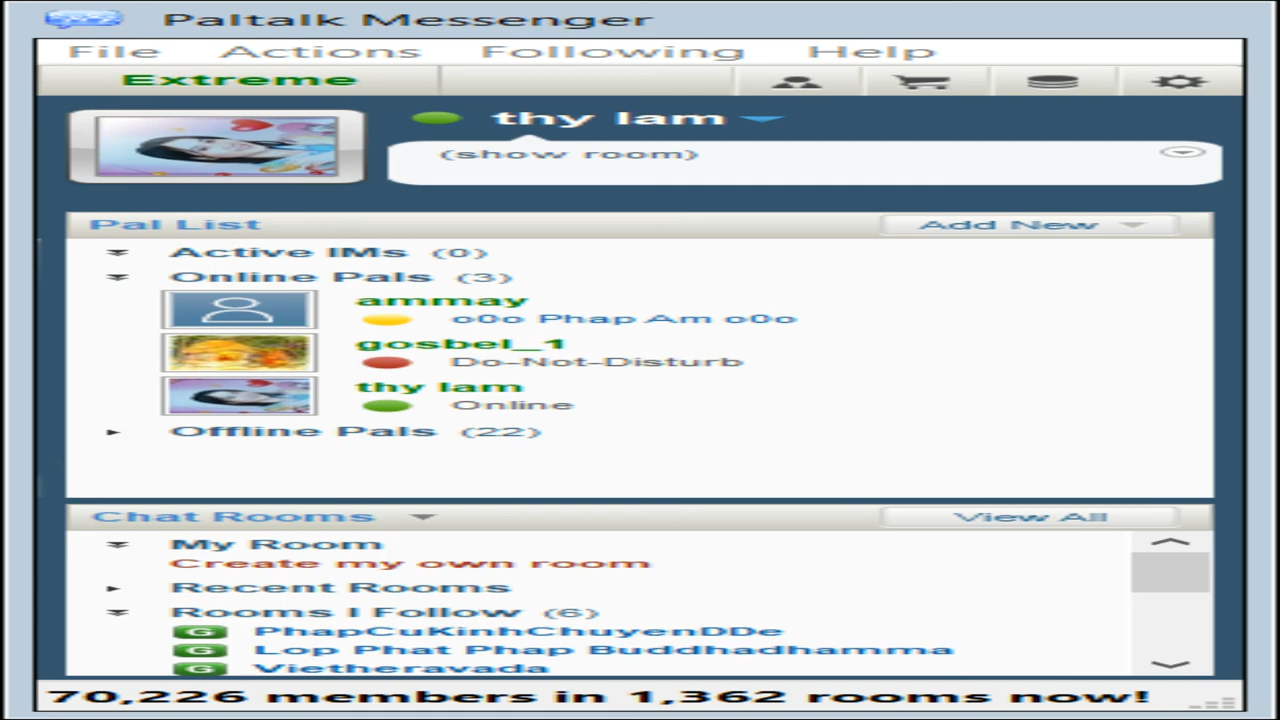 Paltalk Messenger
File Actions Following Help
Extreme
thy lam
(show room)
Pal List Add New
Active IMs (0)
Online Pals (3)
ammay
o0o Phap Am o0o
gosbel_1
Do-Not-Disturb
thy lam
Online
Offline Pals (22)
Chat Rooms View All
My Room
Create my own room
Recent Rooms
Rooms I Follow (6)
G PhapCuKinhChuyenDDe
G Lop Phat Phap Buddhadhamma
G Vietheravada
70,226 members in 1,362 rooms now!